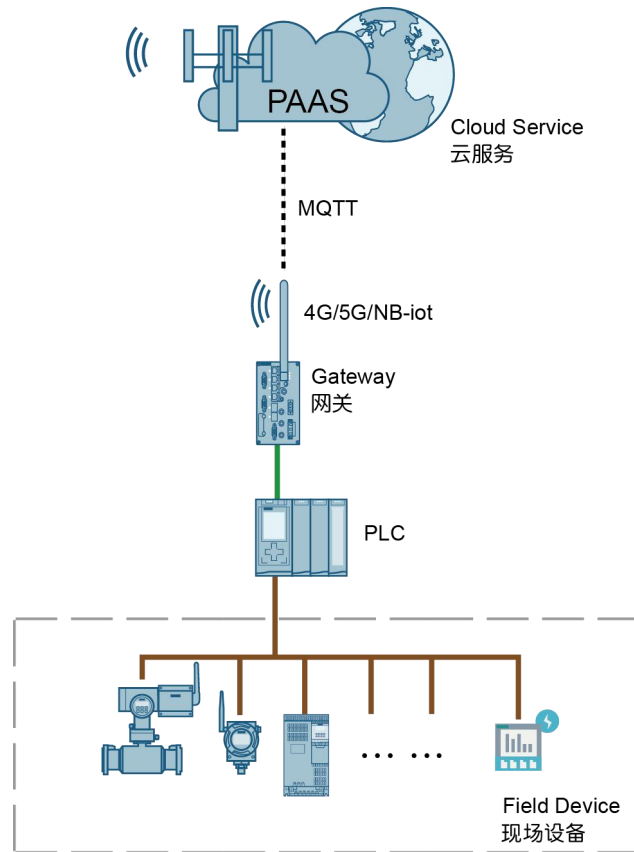 PAAS
Cloud Service
云服务
MQTT
4G/5G/NB-iot
Gateway
网关
PLC
... ...
Field Device
现场设备